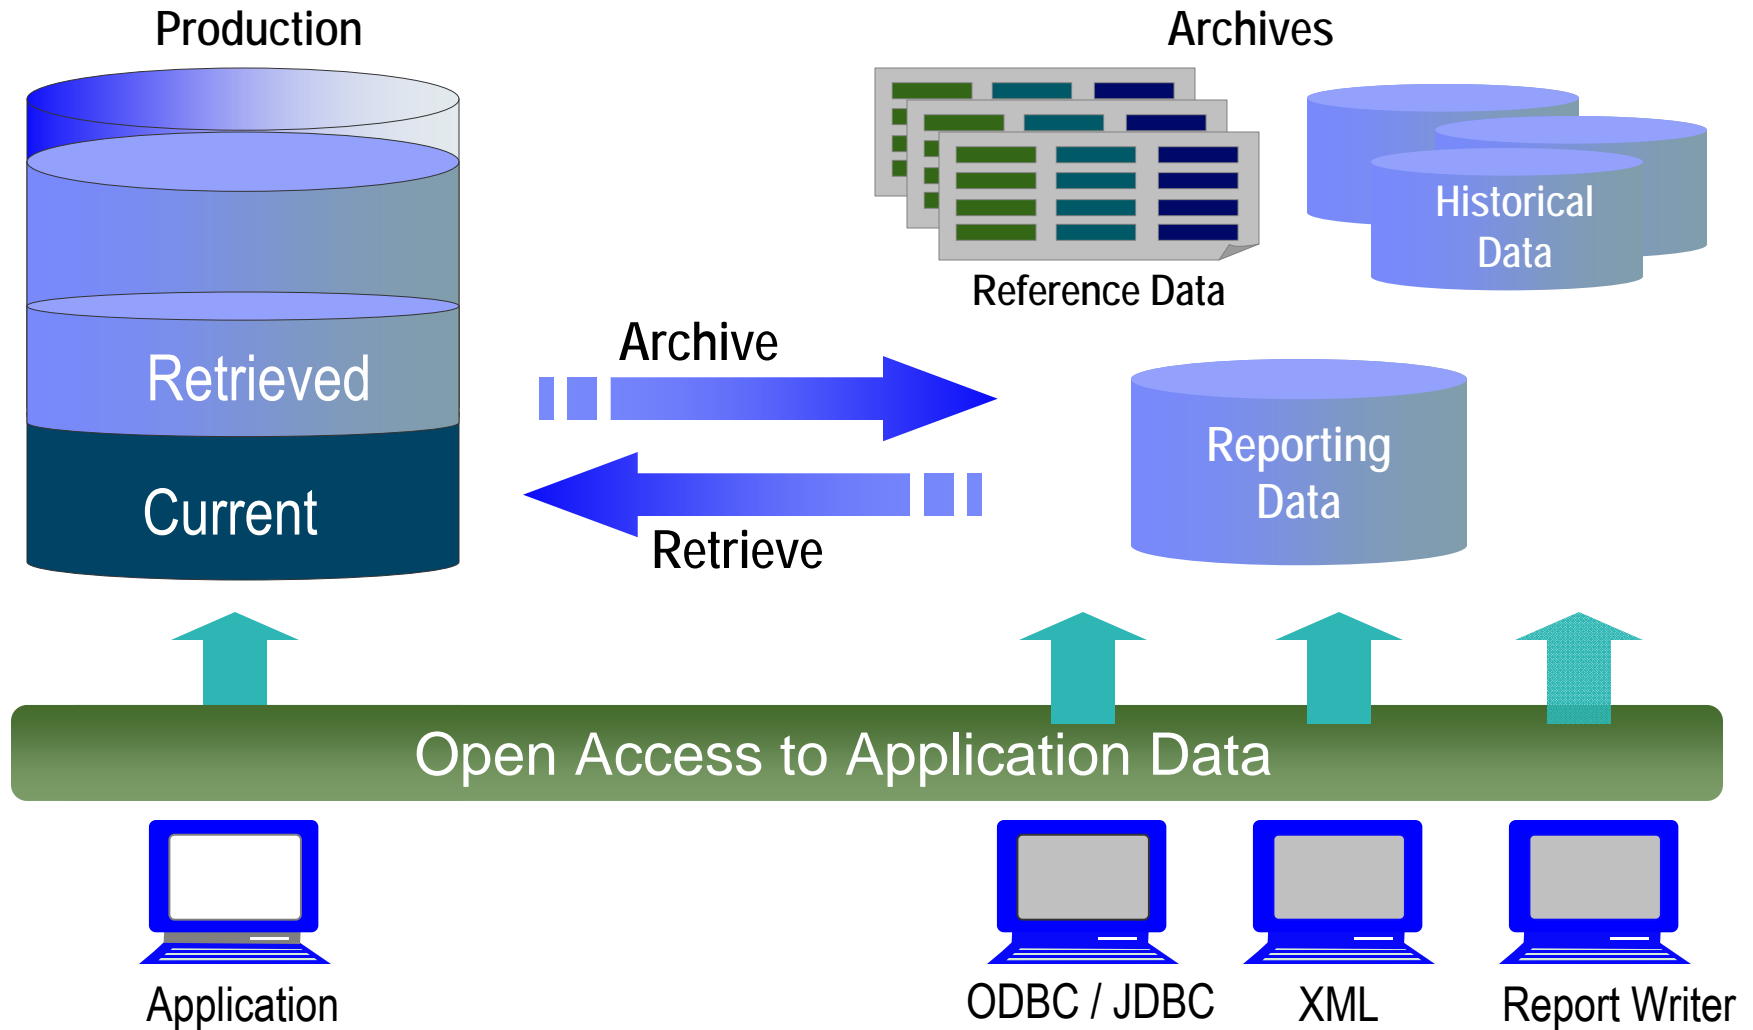 Production
Archives
Historical
Data
Reference Data
Archive
Retrieved
Reporting
Data
Current
Retrieve
Open Access to Application Data
Application
ODBC / JDBC
XML
Report Writer